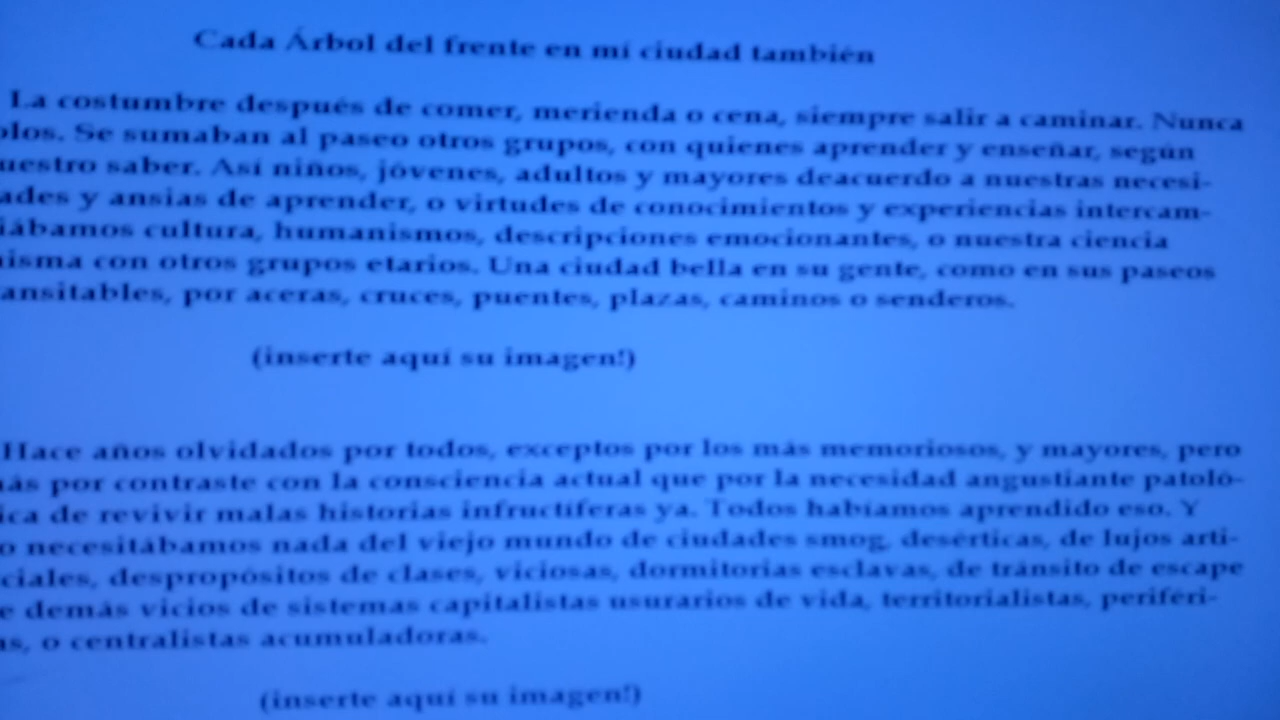 Cada Árbol del frente en mi ciudad también
La costumbre después de comer, merienda o cena, siempre salir a caminar. Nunca
olos. Se sumaban al paseo otros grupos, con quienes aprender y enseñar, según
uestro saber. Así niños, jóvenes, adultos y mayores deacuerdo a nuestras necesi-
ades y ansias de aprender, o virtudes de conocimientos y experiencias intercam-
iábamos cultura, humanismos, descripciones emocionantes, o nuestra ciencia
isma con otros grupos etarios. Una ciudad bella en su gente, como en sus paseos
ansitables, por aceras, cruces, puentes, plazas, caminos o senderos.
(inserte aquí su imagen!)
Hace años olvidados por todos, exceptos por los más memoriosos, y mayores, pero
ás por contraste con la consciencia actual que por la necesidad angustiante patoló-
ica de revivir malas historias infructíferas ya. Todos habíamos aprendido eso. Y
o necesitábamos nada del viejo mundo de ciudades smog, desérticas, de lujos arti-
ciales, despropósitos de clases, viciosas, dormitorias esclavas, de tránsito de escape
e demás vicios de sistemas capitalistas usurarios de vida, territorialistas, periféri-
as, o centralistas acumuladoras.
(inserte aquí su imagen!)